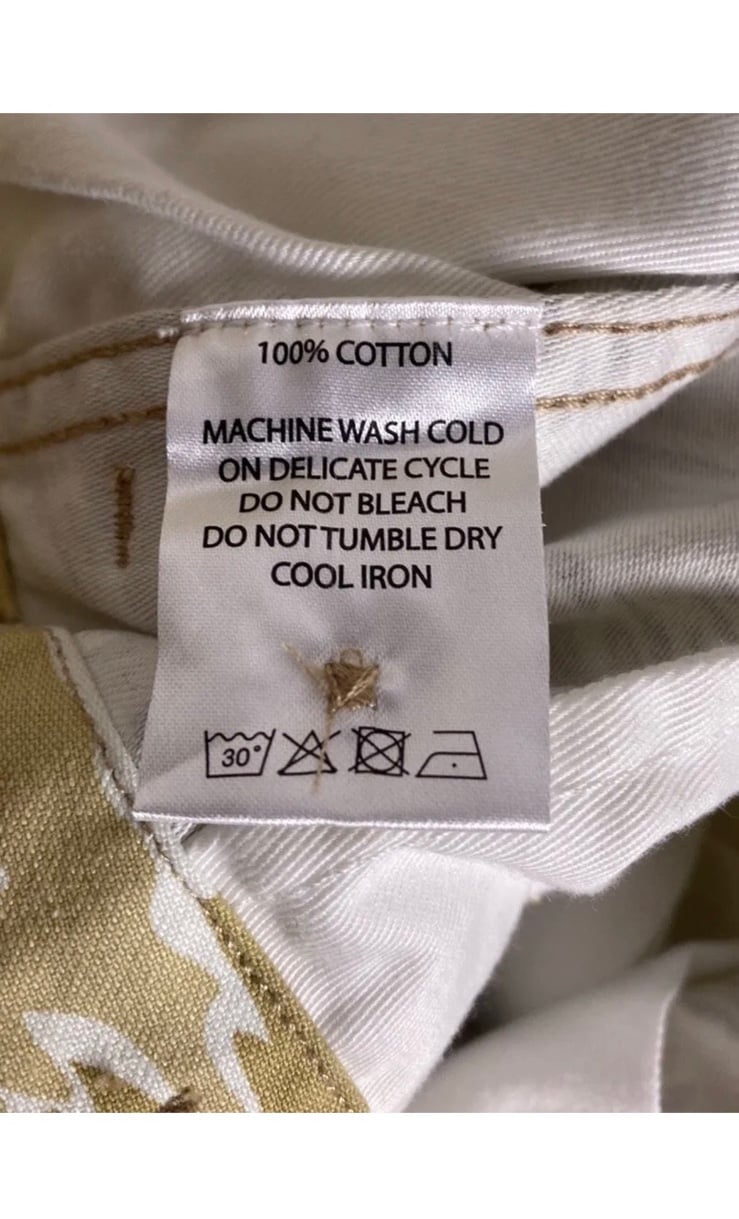 100% COTTON
MACHINE WASH COLD
ON DELICATE CYCLE
DO NOT BLEACH
DO NOT TUMBLE DRY
COOL IRON
30°